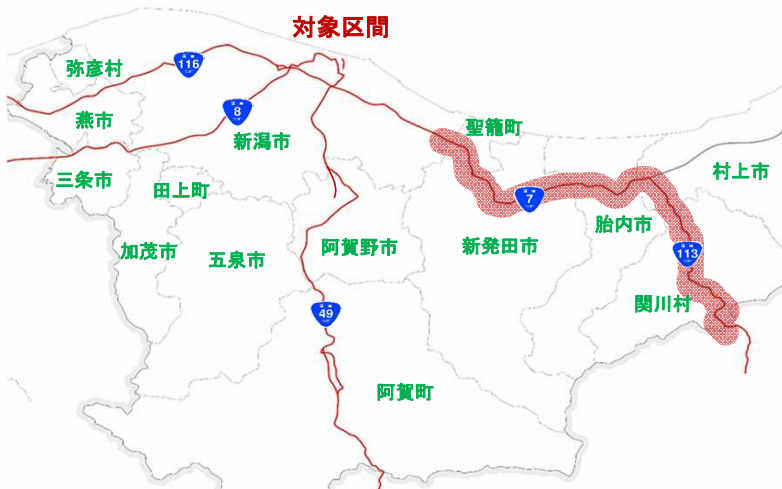 対象区間
弥彦村
116
燕市
8
新潟市
聖籠町
三条市
田上町
村上市
7
胎内市
加茂市
五泉市
阿賀野市
新発田市
113
関川村
49
阿賀町